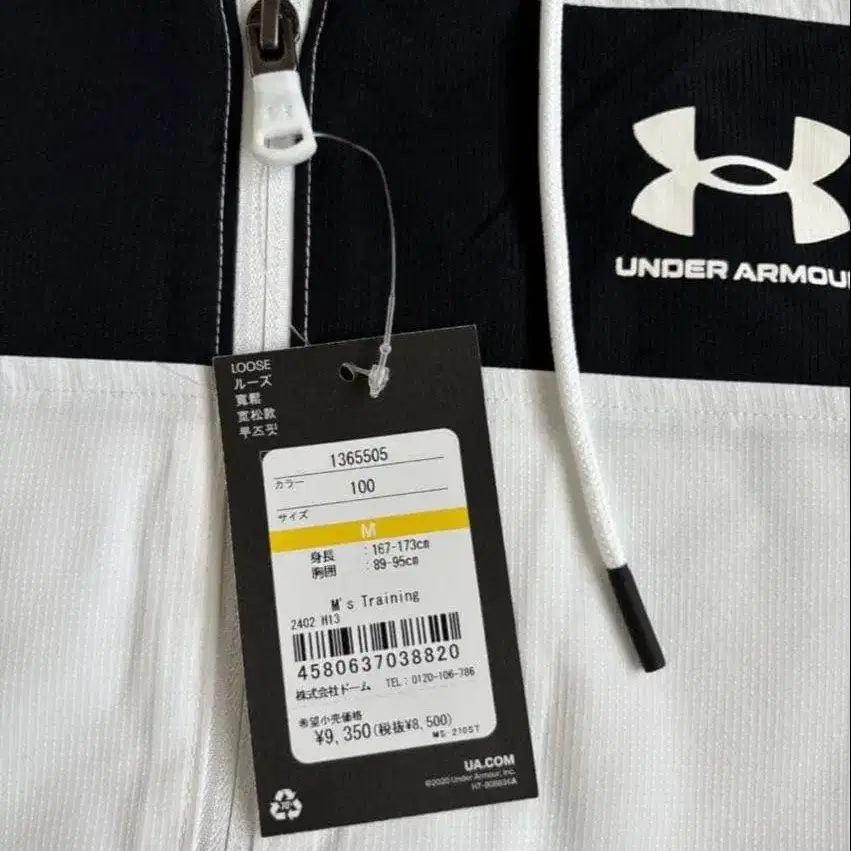 UNDER ARMOU
LOOSE
ルーズ
寬鬆
宽松款
루즈핏
1365505
カラー 100
サイズ
M
身長 : 167-173cm
胸囲 : 89-95cm
M's Training
2402 H13
4580637038820
株式会社ドーム TEL: 0120-106-786
希望小売価格
¥9,350(税抜¥8,500)
MS 210ST
UA.COM
©2020 Under Armour, Inc.